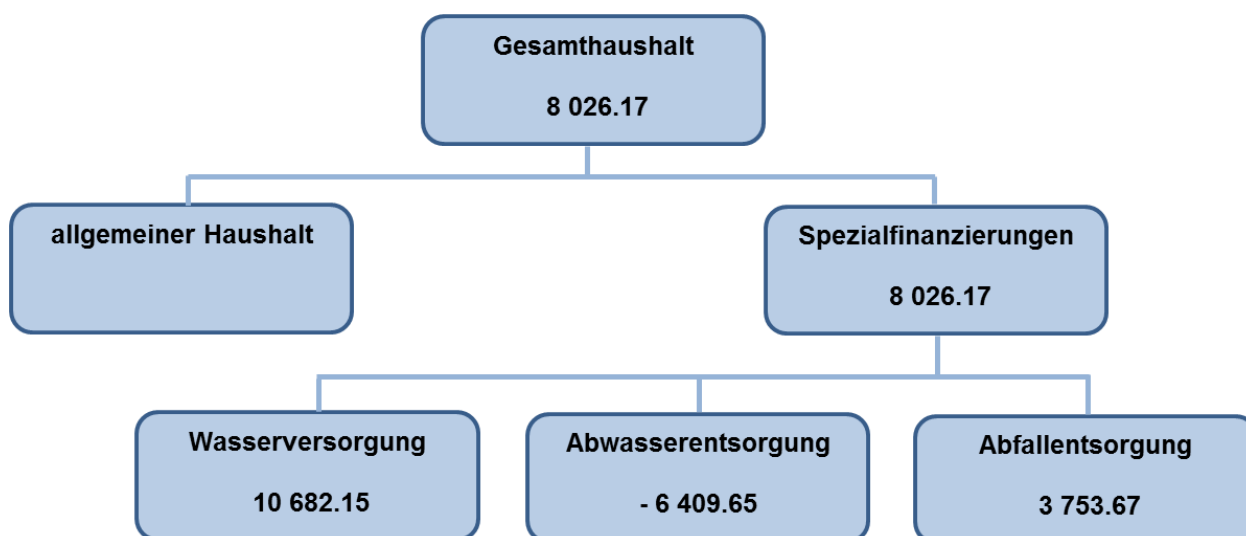 Gesamthaushalt
8 026.17
allgemeiner Haushalt
Spezialfinanzierungen
8 026.17
Wasserversorgung
10 682.15
Abwasserentsorgung
- 6 409.65
Abfallentsorgung
3 753.67